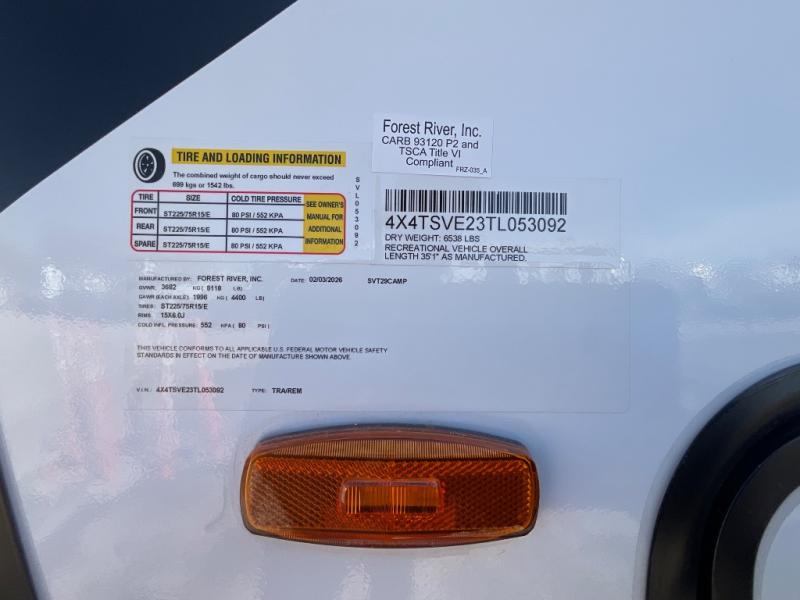 Forest River, Inc.
CARB 93120 P2 and
TSCA Title VI
Compliant
FRZ-035_A
TIRE AND LOADING INFORMATION
The combined weight of cargo should never exceed
699 kgs or 1542 lbs.
SVL053092
TIRE SIZE COLD TIRE PRESSURE
FRONT ST225/75R15/E 80 PSI / 552 KPA
REAR ST225/75R15/E 80 PSI / 552 KPA
SPARE ST225/75R15/E 80 PSI / 552 KPA
SEE OWNER'S
MANUAL FOR
ADDITIONAL
INFORMATION
4X4TSVE23TL053092
DRY WEIGHT: 6538 LBS
RECREATIONAL VEHICLE OVERALL
LENGTH 35'1" AS MANUFACTURED.
MANUFACTURED BY: FOREST RIVER, INC. DATE: 02/03/2026 SVT29CAMP
GVWR: 3682 KG ( 8118 LB)
GAWR (EACH AXLE) 1996 KG ( 4400 LB)
TIRES: ST225/75R15/E
RIMS: 15X6.0J
COLD INFL. PRESSURE: 552 KPA ( 80 PSI)
THIS VEHICLE CONFORMS TO ALL APPLICABLE U.S. FEDERAL MOTOR VEHICLE SAFETY
STANDARDS IN EFFECT ON THE DATE OF MANUFACTURE SHOWN ABOVE.
V.I.N.: 4X4TSVE23TL053092 TYPE: TRA/REM